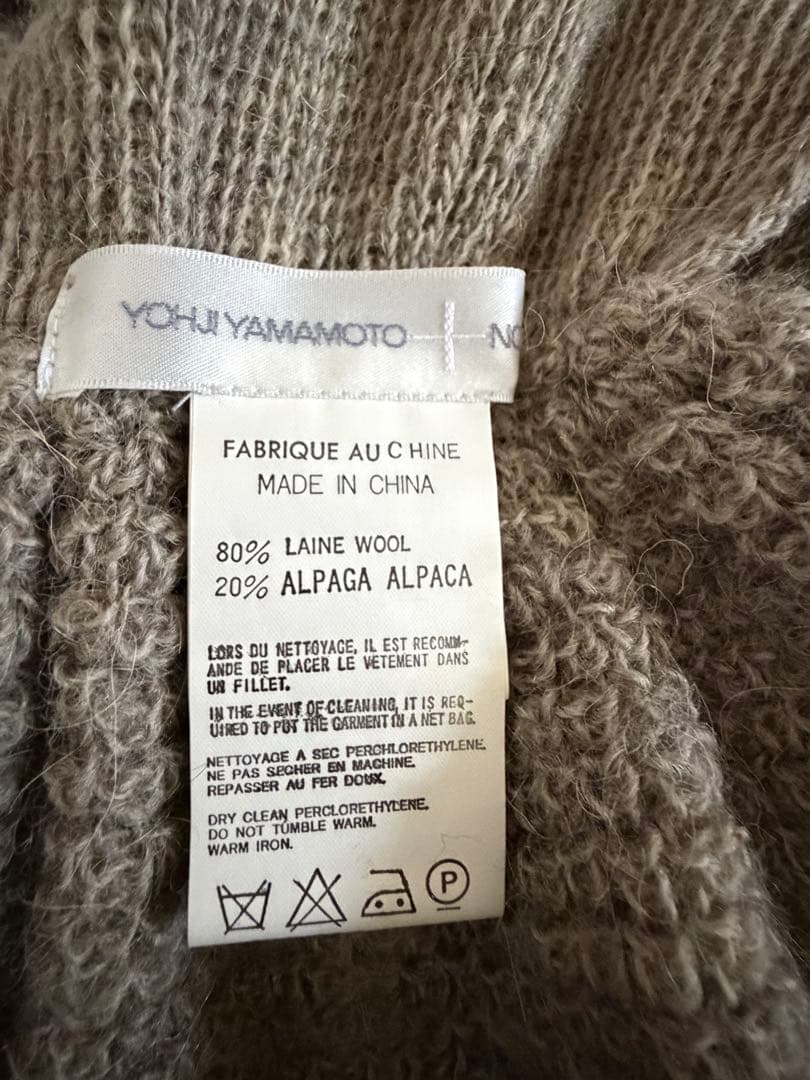 YOHJI YAMAMOTO NO
FABRIQUE AU CHINE
MADE IN CHINA
80% LAINE WOOL
20% ALPAGA ALPACA
LORS DU NETTOYAGE, IL EST RECOMM-
ANDE DE PLACER LE VETEMENT DANS
UN FILLET.
IN THE EVENT OF CLEANING, IT IS REQ-
UIRED TO PUT THE GARMENT IN A NET BAG.
NETTOYAGE A SEC PERCHLORETHYLENE.
NE PAS SECHER EN MACHINE.
REPASSER AU FER DOUX.
DRY CLEAN PERCLORETHYLENE.
DO NOT TUMBLE WARM.
WARM IRON.
P